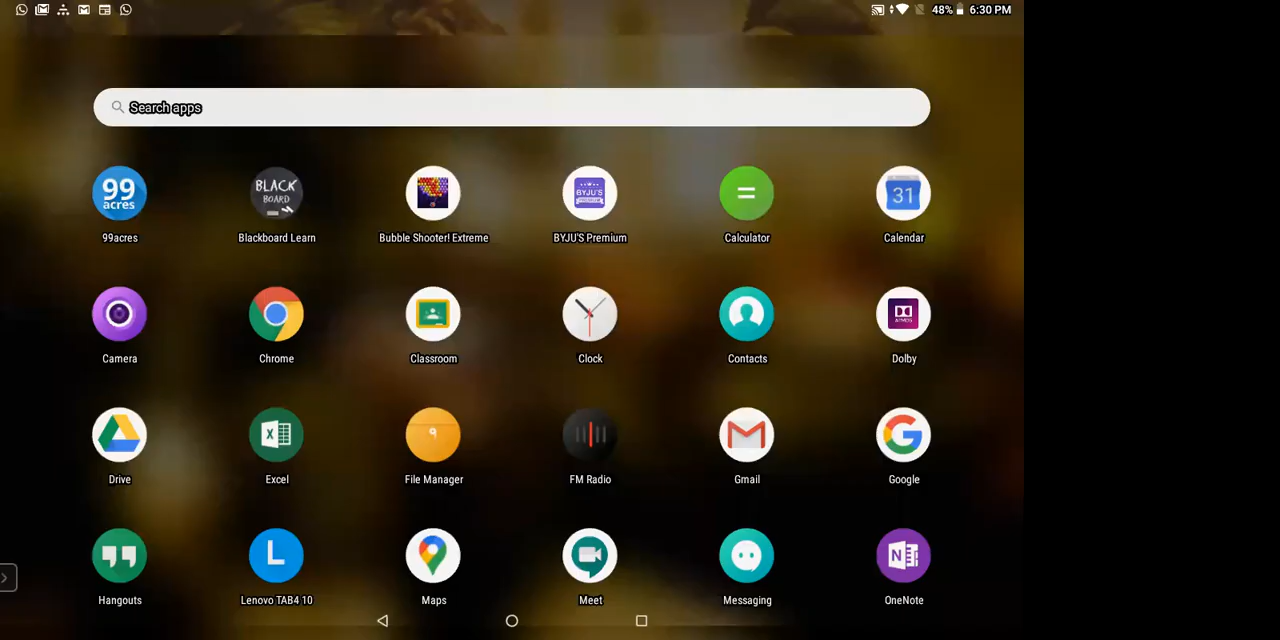 48% 6:30 PM
Search apps
99 acres
BLACK BOARD
BYJU'S PREMIUM
31
99acres
Blackboard Learn
Bubble Shooter! Extreme
BYJU'S Premium
Calculator
Calendar
Camera
Chrome
Classroom
Clock
Contacts
Dolby
Drive
Excel
File Manager
FM Radio
Gmail
Google
L
Hangouts
Lenovo TAB4 10
Maps
Meet
Messaging
OneNote